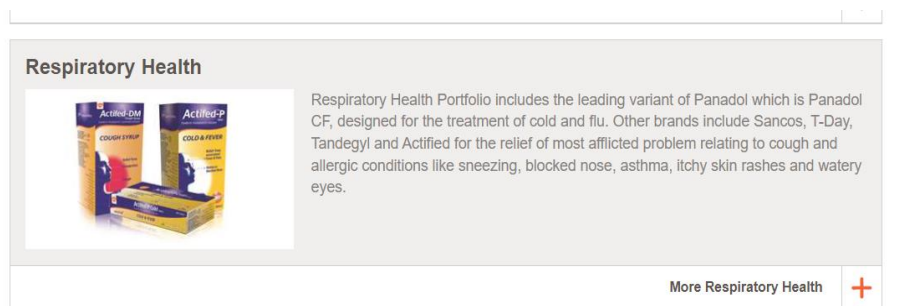 Respiratory Health
Actifed-DM
COUGH SYRUP
Actifed-P
COLD & FEVER
Respiratory Health Portfolio includes the leading variant of Panadol which is Panadol
CF, designed for the treatment of cold and flu. Other brands include Sancos, T-Day,
Tandegyl and Actified for the relief of most afflicted problem relating to cough and
allergic conditions like sneezing, blocked nose, asthma, itchy skin rashes and watery
eyes.
More Respiratory Health